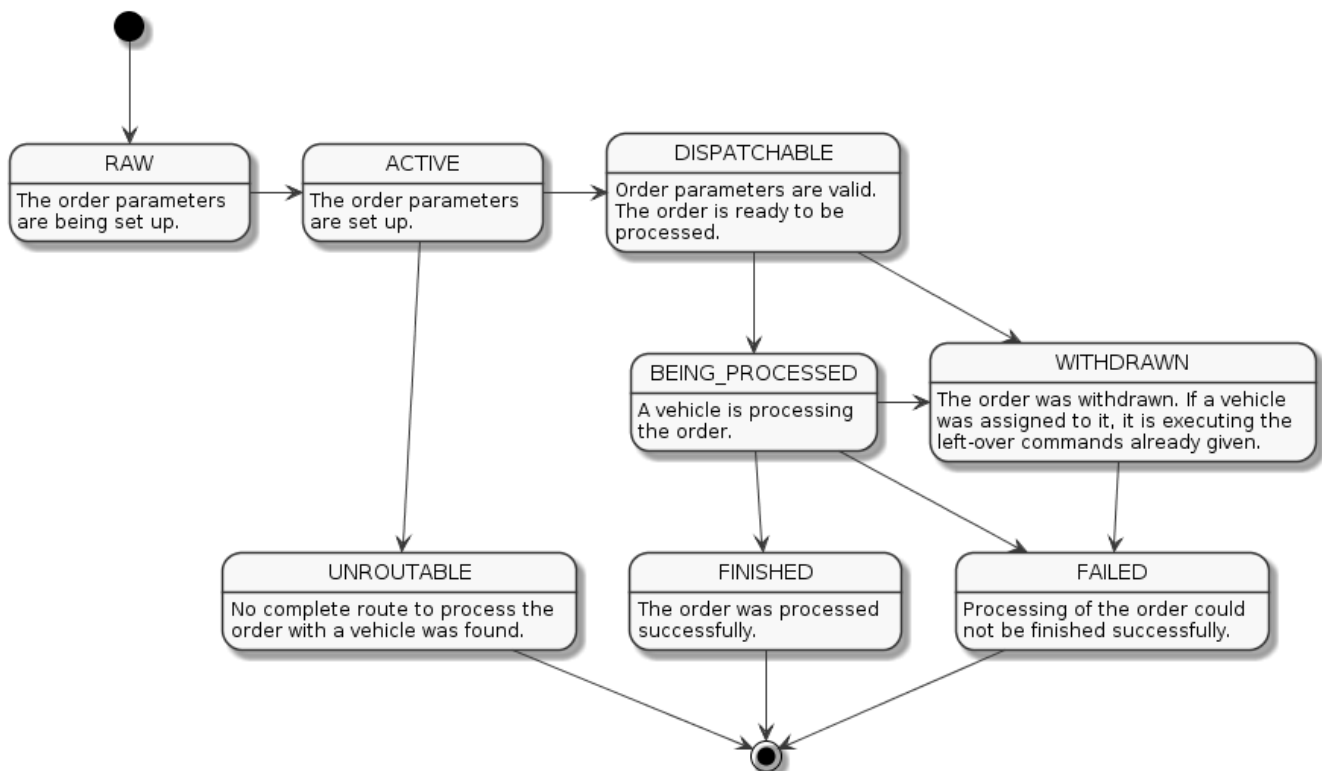 RAW
The order parameters
are being set up.
ACTIVE
The order parameters
are set up.
DISPATCHABLE
Order parameters are valid.
The order is ready to be
processed.
BEING_PROCESSED
A vehicle is processing
the order.
WITHDRAWN
The order was withdrawn. If a vehicle
was assigned to it, it is executing the
left-over commands already given.
UNROUTABLE
No complete route to process the
order with a vehicle was found.
FINISHED
The order was processed
successfully.
FAILED
Processing of the order could
not be finished successfully.